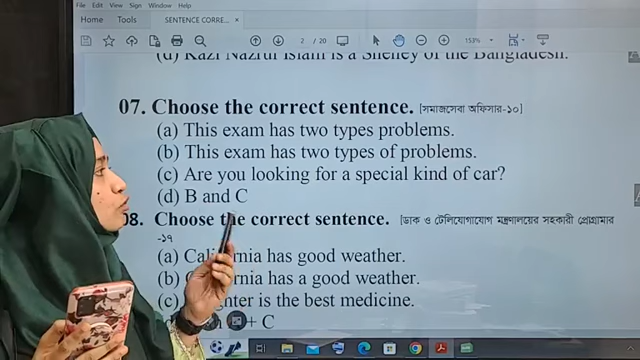 File Edit View Sign Window Help
Home Tools SENTENCE CORRE... ×
2 / 20 153%
(d) Kazi Nazrul Islam is a Shelley of the Bangladesh.
07. Choose the correct sentence. [সমাজসেবা অফিসার-১০]
(a) This exam has two types problems.
(b) This exam has two types of problems.
(c) Are you looking for a special kind of car?
(d) B and C
08. Choose the correct sentence. [ডাক ও টেলিযোগাযোগ মন্ত্রণালয়ের সহকারী প্রোগ্রামার
-১৭
(a) California has good weather.
(b) California has a good weather.
(c) Laughter is the best medicine.
+ C